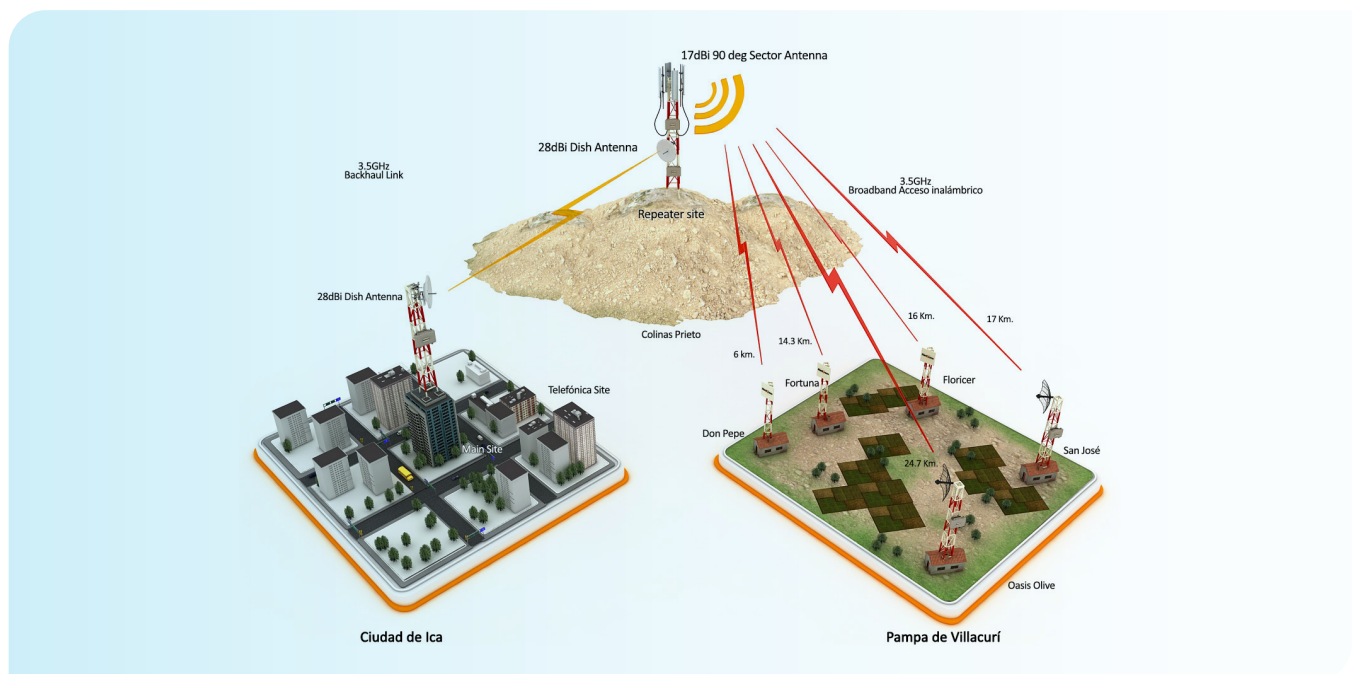 17dBi 90 deg Sector Antenna
28dBi Dish Antenna
3.5GHz
Backhaul Link
3.5GHz
Broadband Acceso inalámbrico
Repeater site
28dBi Dish Antenna
Colinas Prieto
6 km.
14.3 Km.
16 Km.
17 Km.
Telefónica Site
Main Site
Fortuna
Floricer
Don Pepe
San José
24.7 Km.
Oasis Olive
Ciudad de Ica
Pampa de Villacurí